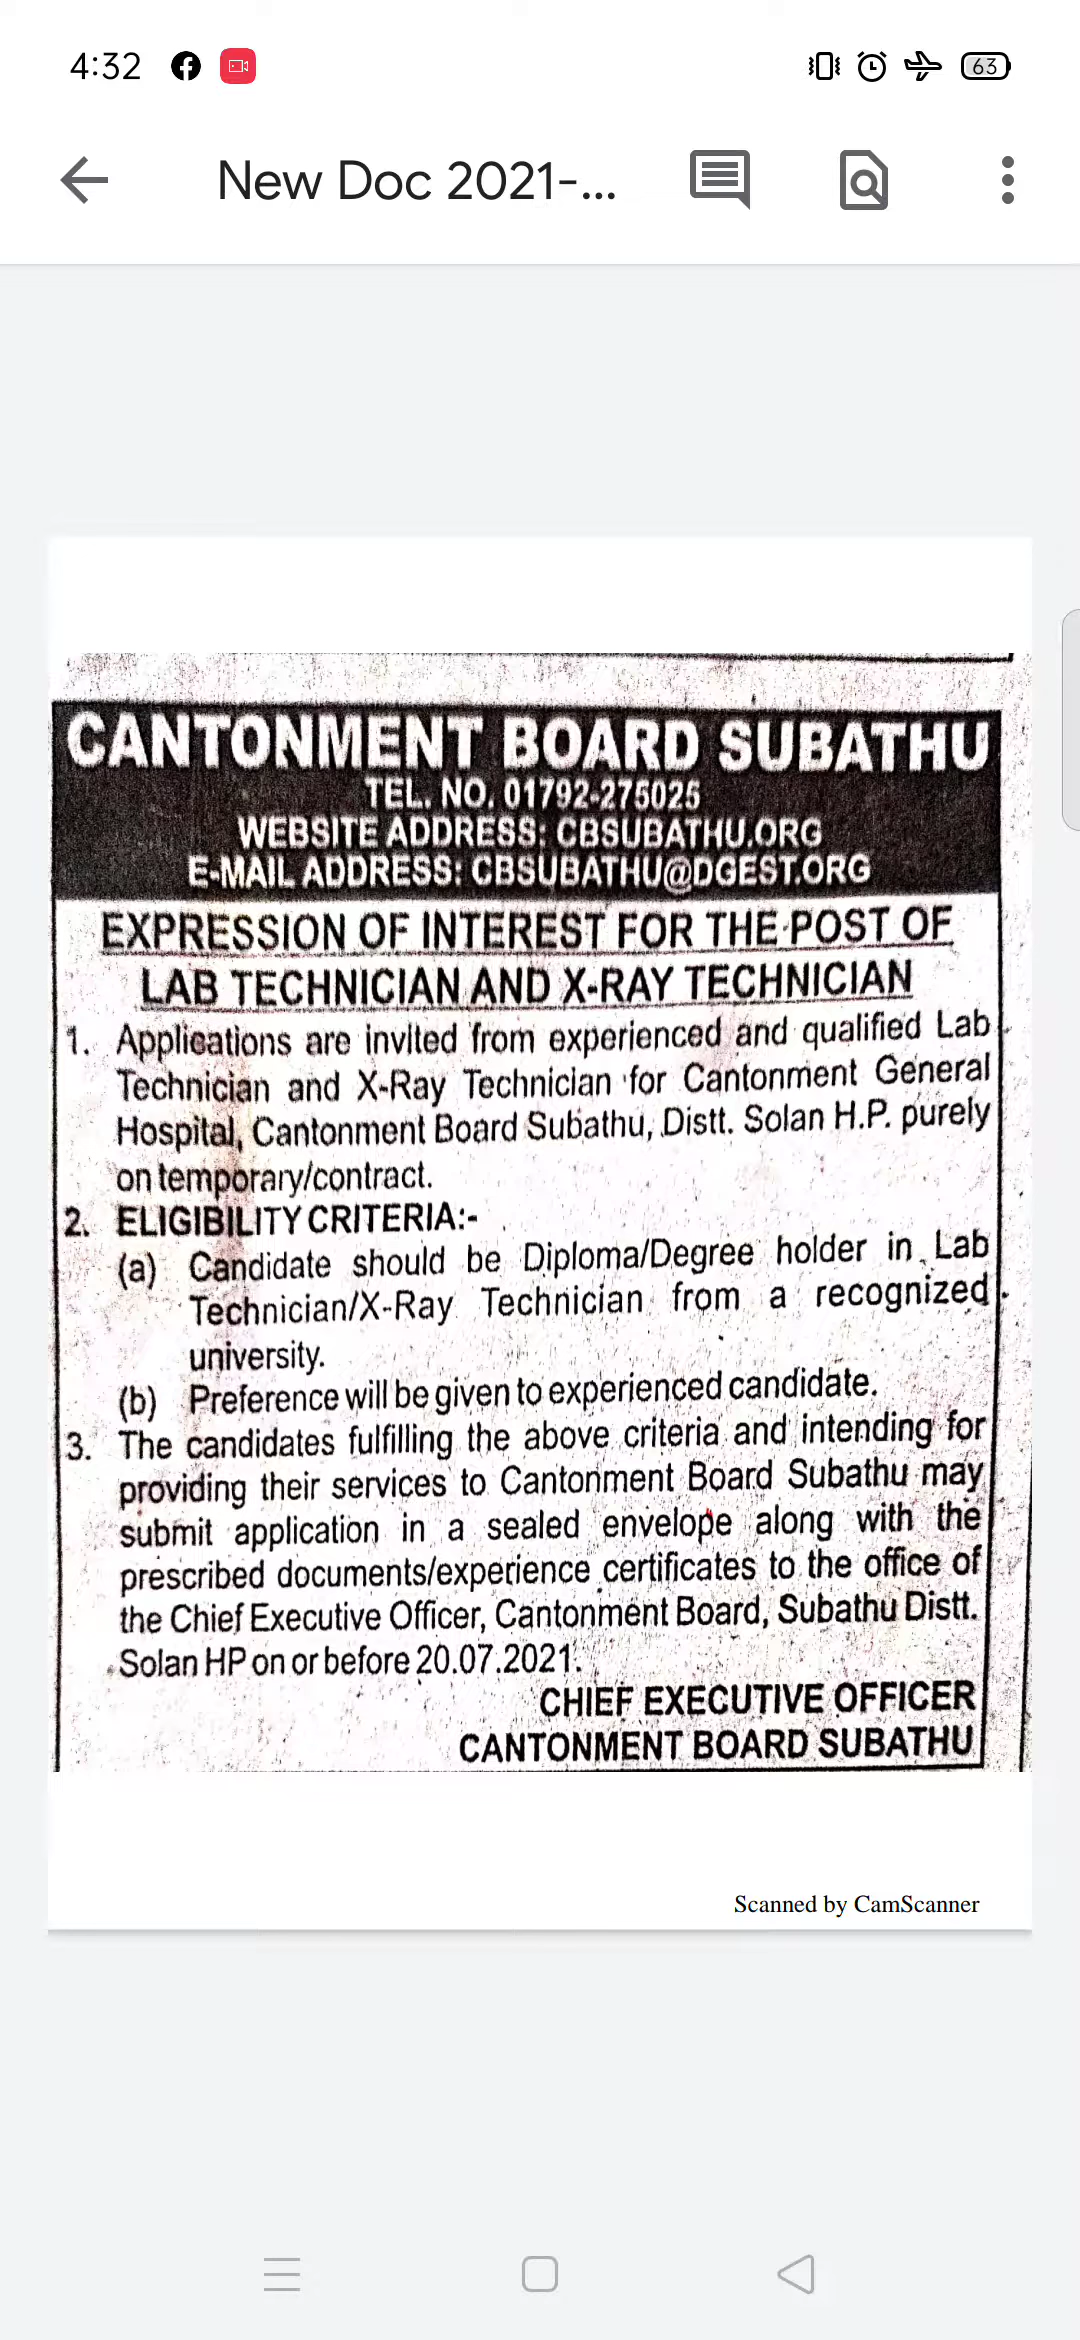 4:32
63
New Doc 2021-...
CANTONMENT BOARD SUBATHU
TEL. NO. 01792-275025
WEBSITE ADDRESS: CBSUBATHU.ORG
E-MAIL ADDRESS: CBSUBATHU@DGEST.ORG
EXPRESSION OF INTEREST FOR THE POST OF
LAB TECHNICIAN AND X-RAY TECHNICIAN
1. Applications are invited from experienced and qualified Lab
Technician and X-Ray Technician for Cantonment General
Hospital, Cantonment Board Subathu, Distt. Solan H.P. purely
on temporary/contract.
2. ELIGIBILITY CRITERIA:-
(a) Candidate should be Diploma/Degree holder in Lab
Technician/X-Ray Technician from a recognized
university.
(b) Preference will be given to experienced candidate.
3. The candidates fulfilling the above criteria and intending for
providing their services to Cantonment Board Subathu may
submit application in a sealed envelope along with the
prescribed documents/experience certificates to the office of
the Chief Executive Officer, Cantonment Board, Subathu Distt.
Solan HP on or before 20.07.2021.
CHIEF EXECUTIVE OFFICER
CANTONMENT BOARD SUBATHU
Scanned by CamScanner